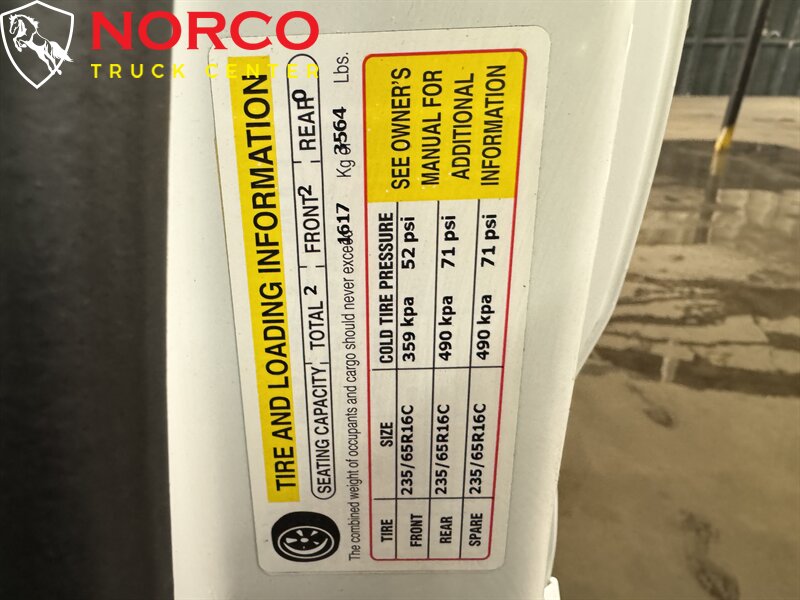 NORCO
TRUCK CENTER
TIRE AND LOADING INFORMATION
SEATING CAPACITY TOTAL 2 FRONT 2 REAR 0
The combined weight of occupants and cargo should never exceed 1617 Kg or 3564 Lbs.
TIRE SIZE COLD TIRE PRESSURE
FRONT 235/65R16C 359 kpa 52 psi
REAR 235/65R16C 490 kpa 71 psi
SPARE 235/65R16C 490 kpa 71 psi
SEE OWNER'S
MANUAL FOR
ADDITIONAL
INFORMATION